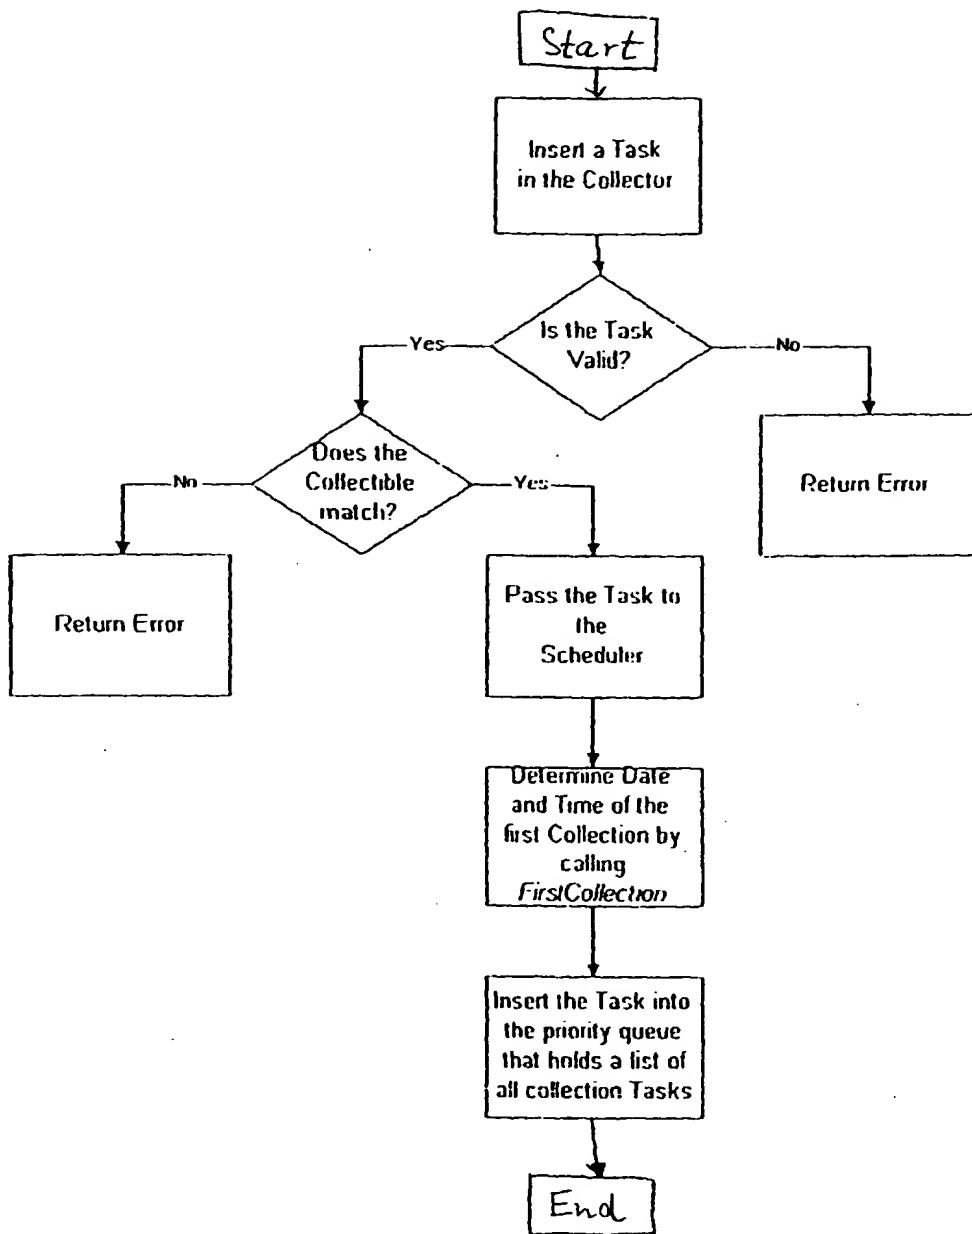 Start
Insert a Task
in the Collector
Is the Task
Valid?
Yes
No
Does the
Collectible
match?
No
Yes
Return Error
Return Error
Pass the Task to
the
Scheduler
Determine Date
and Time of the
first Collection by
calling
FirstCollection
Insert the Task into
the priority queue
that holds a list of
all collection Tasks
End